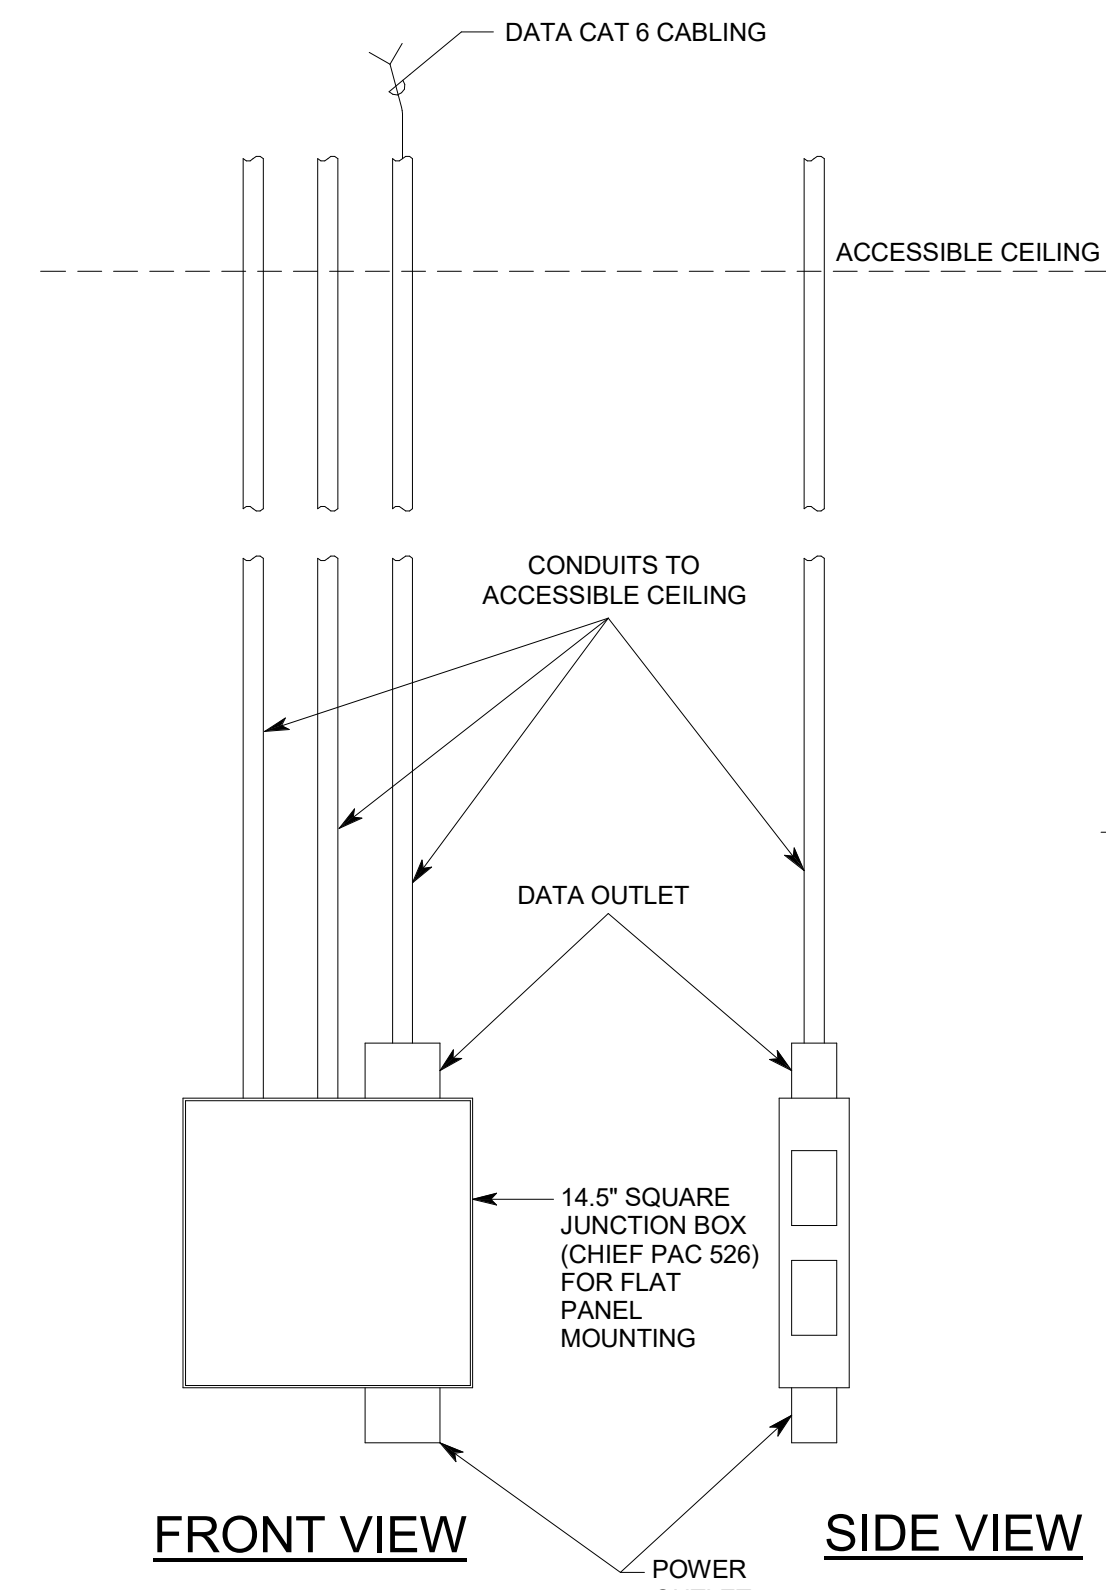 DATA CAT 6 CABLING
ACCESSIBLE CEILING
CONDUITS TO
ACCESSIBLE CEILING
DATA OUTLET
14.5" SQUARE
JUNCTION BOX
(CHIEF PAC 526)
FOR FLAT
PANEL
MOUNTING
FRONT VIEW
SIDE VIEW
POWER